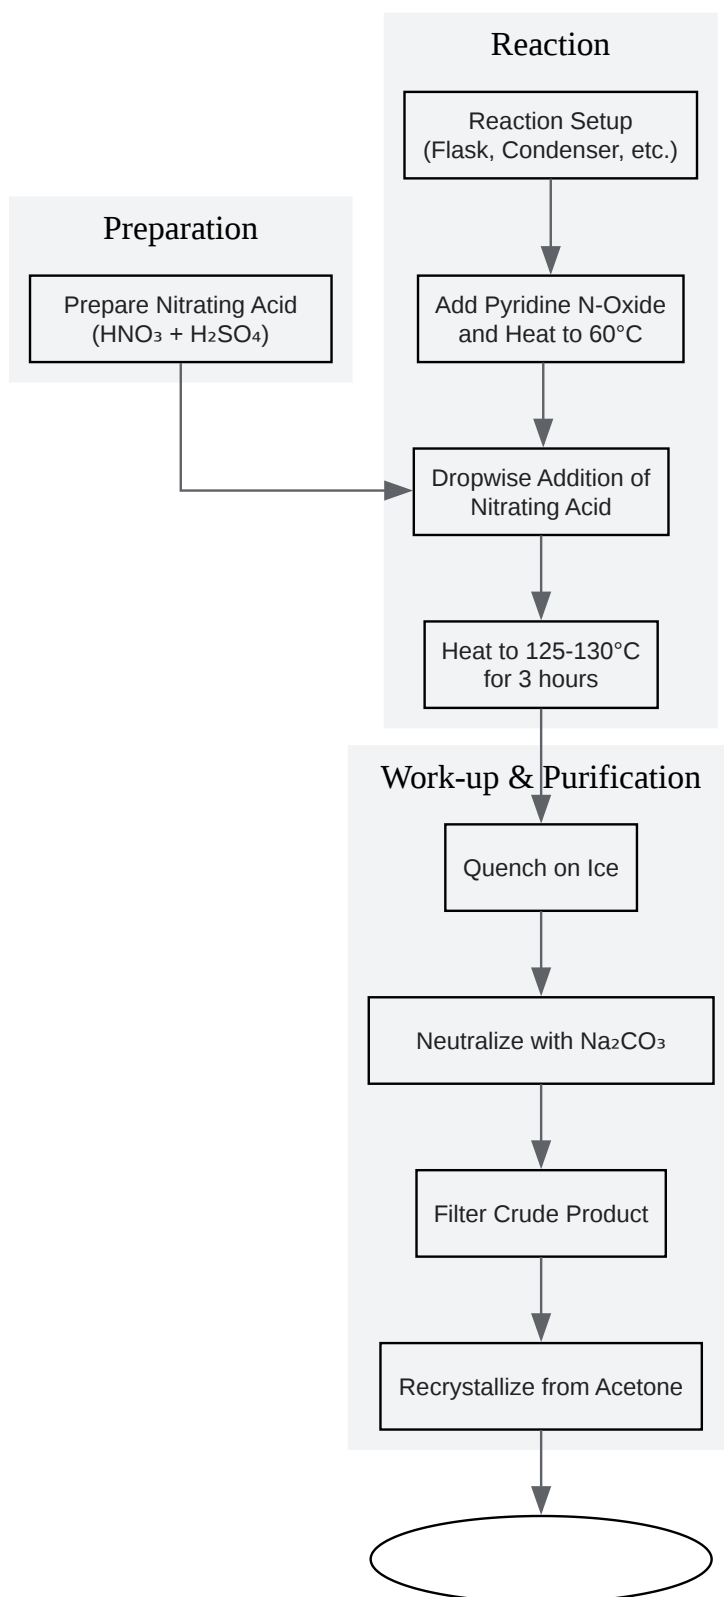 Reaction
Reaction Setup
(Flask, Condenser, etc.)
Preparation
Prepare Nitrating Acid
(HNO₃ + H₂SO₄)
Add Pyridine N-Oxide
and Heat to 60°C
Dropwise Addition of
Nitrating Acid
Heat to 125-130°C
for 3 hours
Work-up & Purification
Quench on Ice
Neutralize with Na₂CO₃
Filter Crude Product
Recrystallize from Acetone